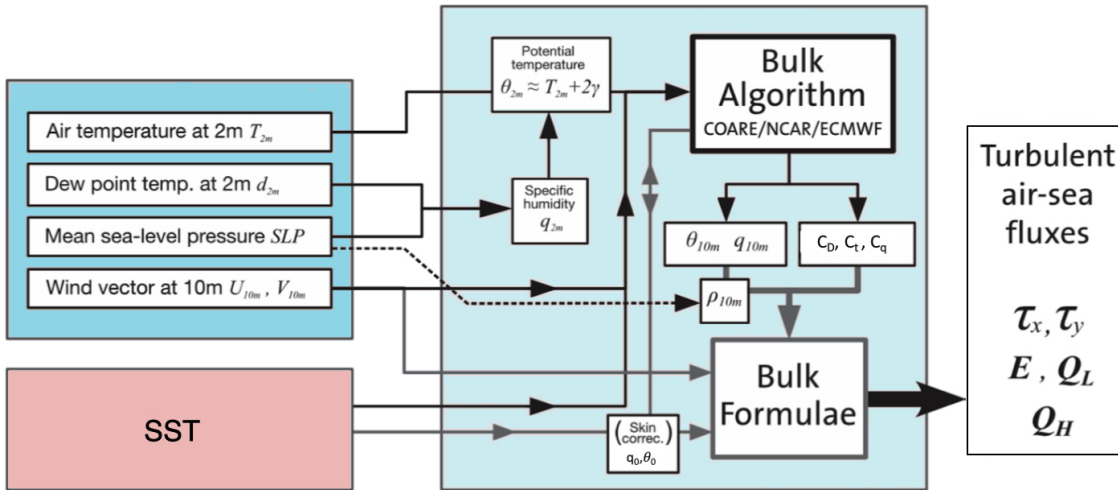 Air temperature at 2m T2m
Dew point temp. at 2m d2m
Mean sea-level pressure SLP
Wind vector at 10m U10m , V10m
SST
Potential
temperature
θ2m ≈ T2m+2γ
Specific
humidity
q2m
Bulk
Algorithm
COARE/NCAR/ECMWF
θ10m q10m
CD, Ct , Cq
ρ10m
Bulk
Formulae
(Skin
correc.)
q0,θ0
Turbulent
air-sea
fluxes
τx, τy
E , QL
QH